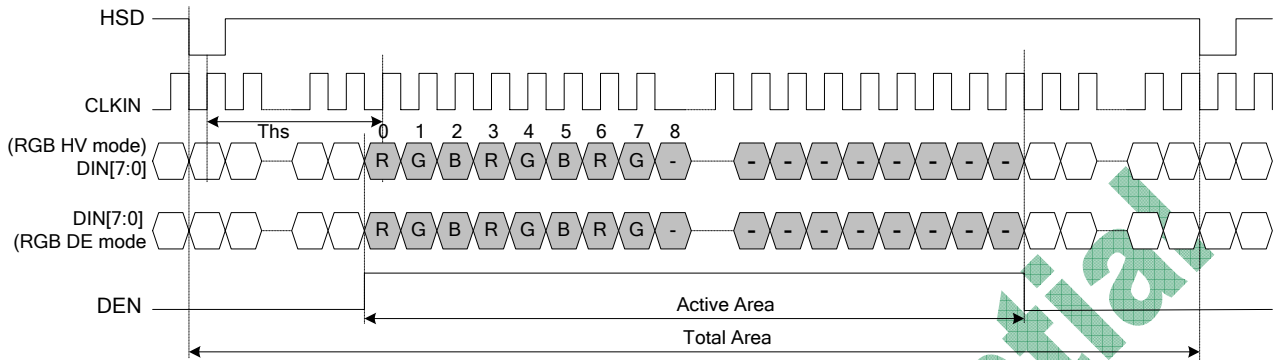 HSD
CLKIN
Ths
0 1 2 3 4 5 6 7 8
(RGB HV mode)
DIN[7:0]
R G B R G B R G - - - - - - - - -
DIN[7:0]
(RGB DE mode
R G B R G B R G - - - - - - - - -
DEN
Active Area
Total Area